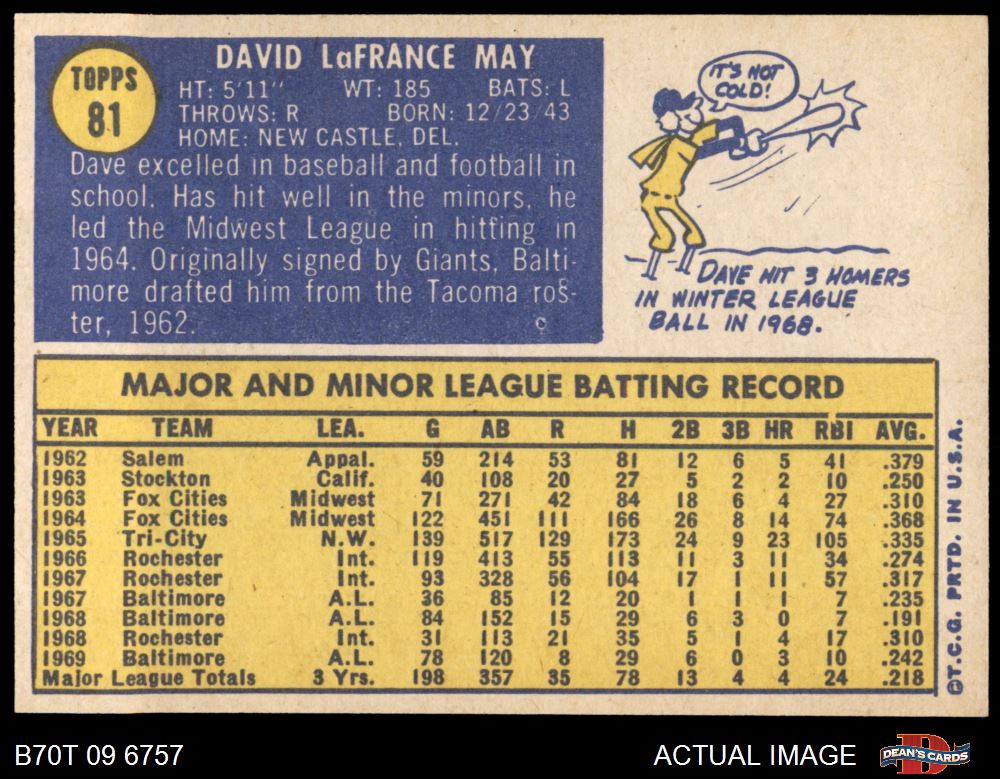 TOPPS
81
DAVID LaFRANCE MAY
HT: 5'11" WT: 185 BATS: L
THROWS: R BORN: 12/23/43
HOME: NEW CASTLE, DEL.
Dave excelled in baseball and football in
school. Has hit well in the minors, he
led the Midwest League in hitting in
1964. Originally signed by Giants, Balti-
more drafted him from the Tacoma ros-
ter, 1962.
IT'S NOT
COLD!
DAVE HIT 3 HOMERS
IN WINTER LEAGUE
BALL IN 1968.
MAJOR AND MINOR LEAGUE BATTING RECORD
YEAR TEAM LEA. G AB R H 2B 3B HR RBI AVG.
1962 Salem Appal. 59 214 53 81 12 6 5 41 .379
1963 Stockton Calif. 40 108 20 27 5 2 2 10 .250
1963 Fox Cities Midwest 71 271 42 84 18 6 4 27 .310
1964 Fox Cities Midwest 122 451 111 166 26 8 14 74 .368
1965 Tri-City N.W. 139 517 129 173 24 9 23 105 .335
1966 Rochester Int. 119 413 55 113 11 3 11 34 .274
1967 Rochester Int. 93 328 56 104 17 1 11 57 .317
1967 Baltimore A.L. 36 85 12 20 1 1 1 7 .235
1968 Baltimore A.L. 84 152 15 29 6 3 0 7 .191
1968 Rochester Int. 31 113 21 35 5 1 4 17 .310
1969 Baltimore A.L. 78 120 8 29 6 0 3 10 .242
Major League Totals 3 Yrs. 198 357 35 78 13 4 4 24 .218
©T.C.G. PRTD. IN U.S.A.
B70T 09 6757
ACTUAL IMAGE
DEAN'S CARDS